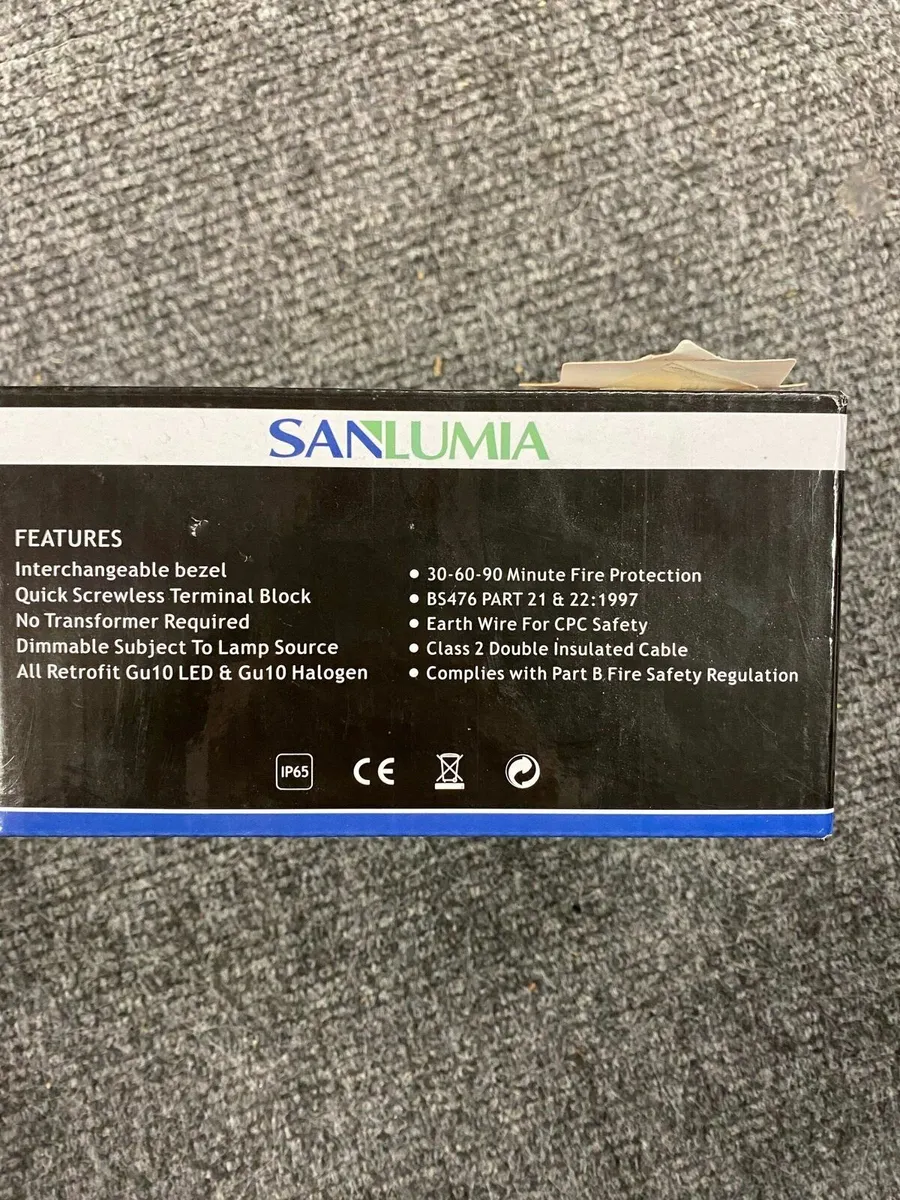 SANLUMIA
FEATURES
Interchangeable bezel
Quick Screwless Terminal Block
No Transformer Required
Dimmable Subject To Lamp Source
All Retrofit Gu10 LED & Gu10 Halogen
• 30-60-90 Minute Fire Protection
• BS476 PART 21 & 22:1997
• Earth Wire For CPC Safety
• Class 2 Double Insulated Cable
• Complies with Part B Fire Safety Regulation
IP65
CE